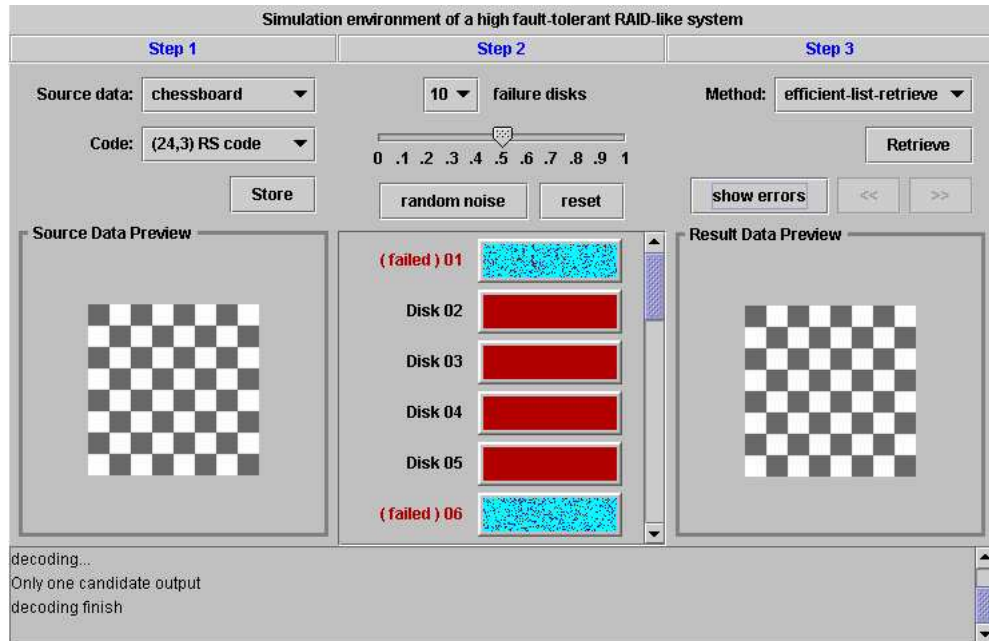 Simulation environment of a high fault-tolerant RAID-like system
Step 1
Step 2
Step 3
Source data: chessboard
Code: (24,3) RS code
Store
10 failure disks
0 .1 .2 .3 .4 .5 .6 .7 .8 .9 1
random noise reset
Method: efficient-list-retrieve
Retrieve
show errors << >>
Source Data Preview
( failed ) 01
Disk 02
Disk 03
Disk 04
Disk 05
( failed ) 06
Result Data Preview
decoding...
Only one candidate output
decoding finish